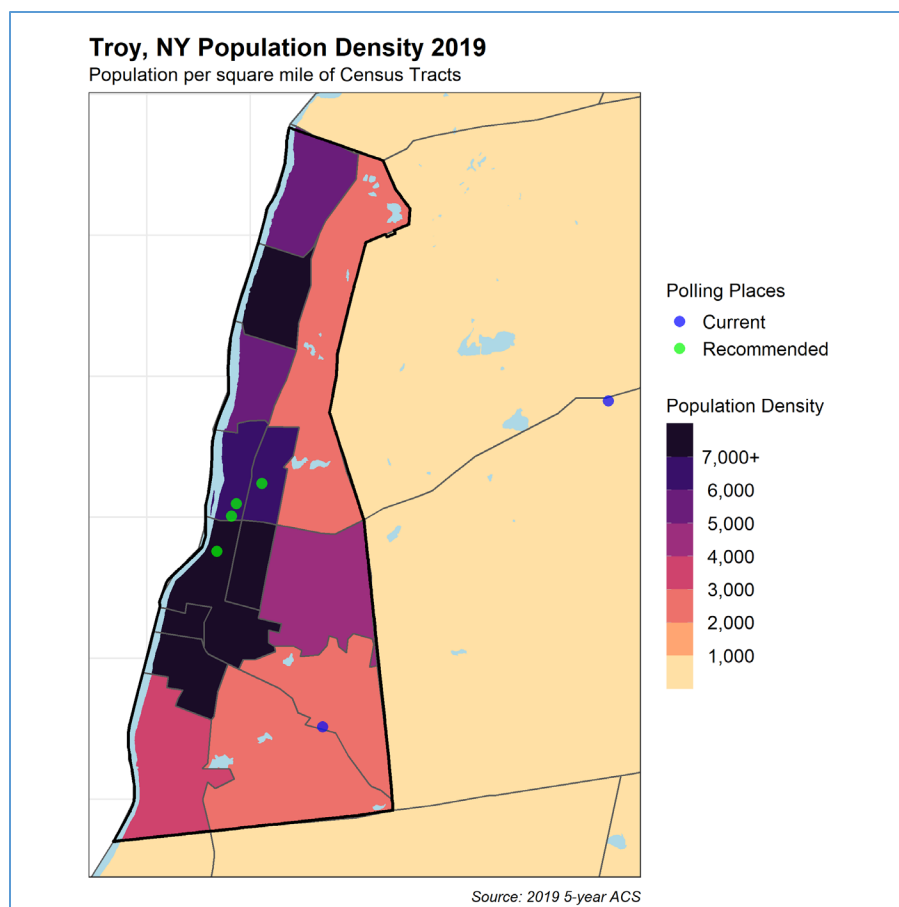 Troy, NY Population Density 2019
Population per square mile of Census Tracts
Polling Places
Current
Recommended
Population Density
7,000+
6,000
5,000
4,000
3,000
2,000
1,000
Source: 2019 5-year ACS